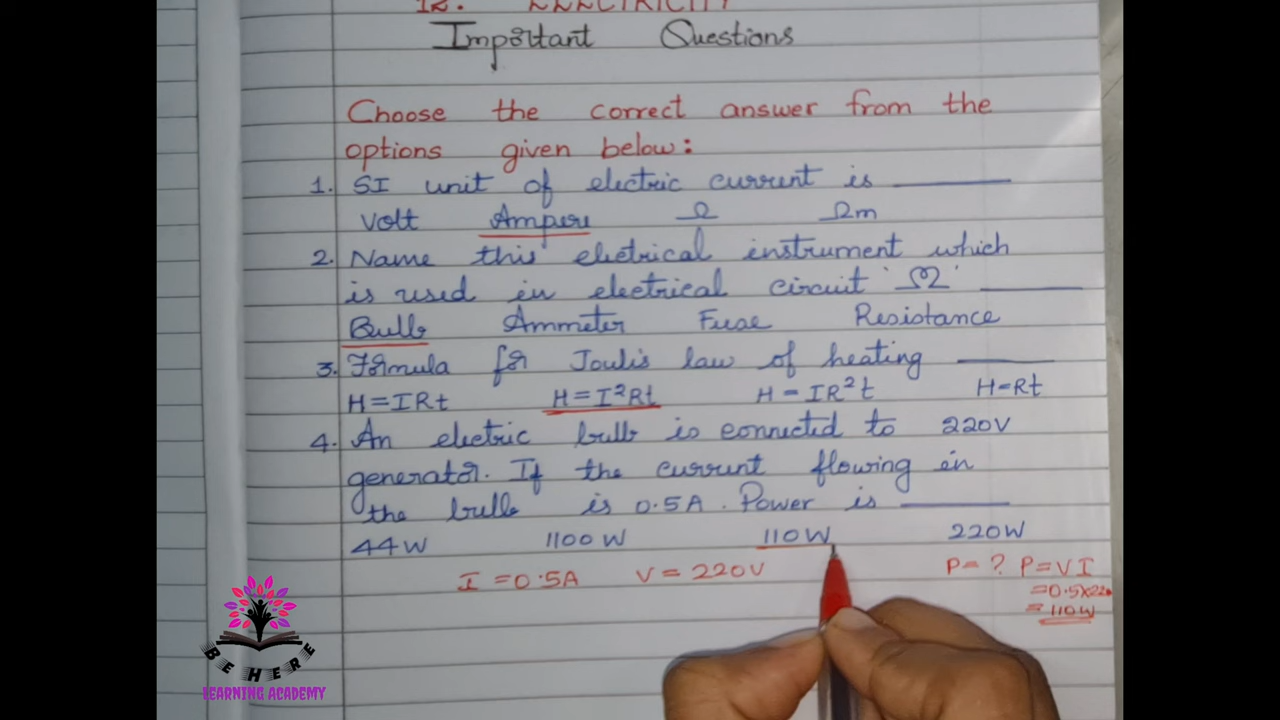 12. ELECTRICITY
Important Questions
Choose the correct answer from the
options given below:
1. SI unit of electric current is ______
Volt Ampere Ω Ωm
2. Name this electrical instrument which
is used in electrical circuit ' ' ______
Bulb Ammeter Fuse Resistance
3. Formula for Joule's law of heating ______
H = IRt H = I²Rt H = IR²t H = Rt
4. An electric bulb is connected to 220V
generator. If the current flowing in
the bulb is 0.5A. Power is ______
44W 1100 W 110 W 220W
I = 0.5A V = 220V P = ? P = VI
= 0.5x220
= 110W
BE HERE
LEARNING ACADEMY